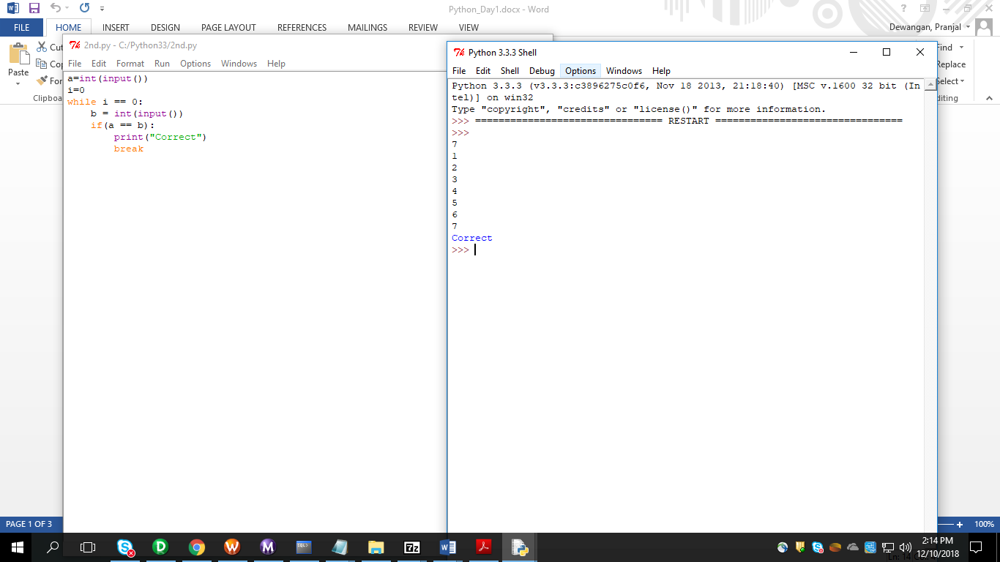 Python_Day1.docx - Word
FILE HOME INSERT DESIGN PAGE LAYOUT REFERENCES MAILINGS REVIEW VIEW
Dewangan, Pranjal
Paste
Cut
Clipboa
Find
Replace
Select
diting
2nd.py - C:/Python33/2nd.py
File Edit Format Run Options Windows Help
a=int(input())
i=0
while i == 0:
    b = int(input())
    if(a == b):
        print("Correct")
        break
Python 3.3.3 Shell
File Edit Shell Debug Options Windows Help
Python 3.3.3 (v3.3.3:c3896275c0f6, Nov 18 2013, 21:18:40) [MSC v.1600 32 bit (In
tel)] on win32
Type "copyright", "credits" or "license()" for more information.
>>> ================================ RESTART ================================
>>>
7
1
2
3
4
5
6
7
Correct
>>>
PAGE 1 OF 3
100%
2:14 PM
12/10/2018